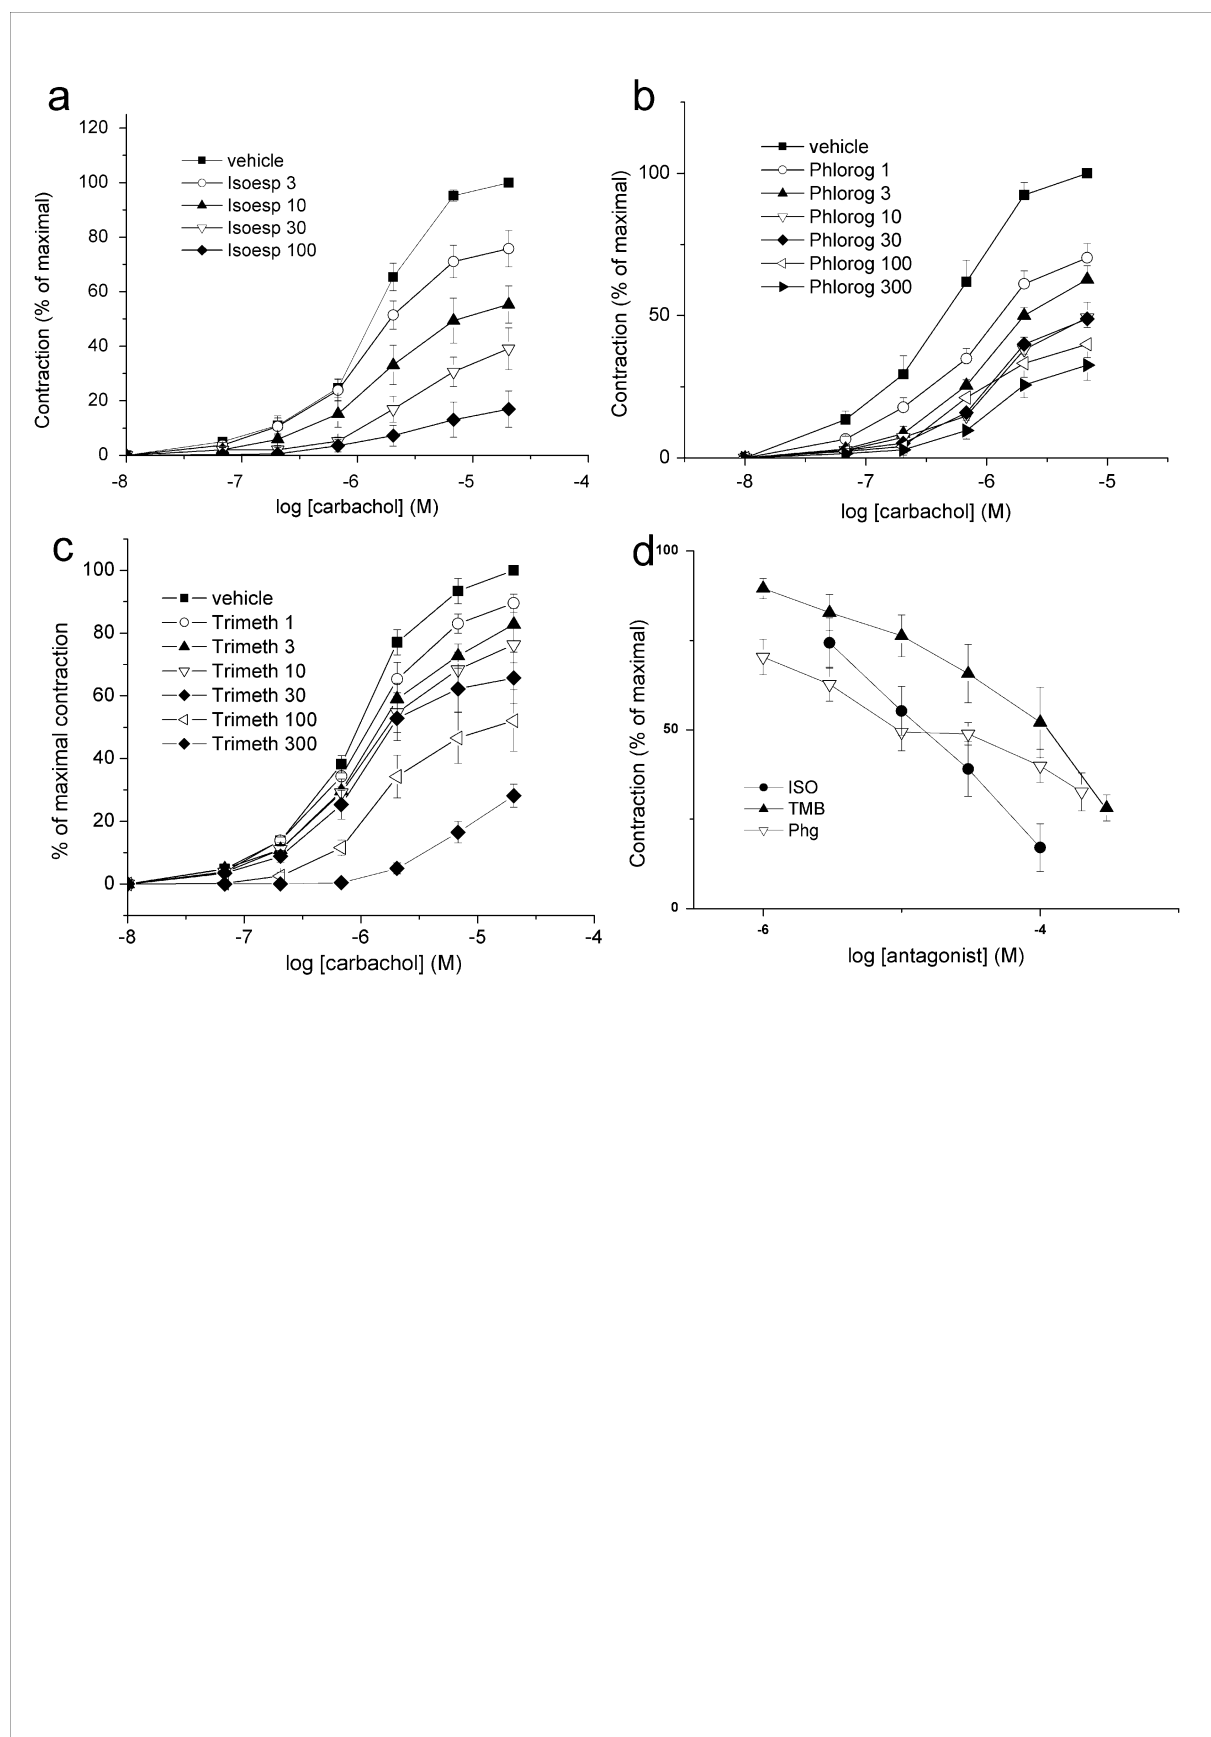 a
120
100
80
60
40
20
0
-8
-7
-6
-5
-4
Contraction (% of maximal)
log [carbachol] (M)
vehicle
Isoesp 3
Isoesp 10
Isoesp 30
Isoesp 100
b
100
50
0
-8
-7
-6
-5
Contraction (% of maximal)
log [carbachol] (M)
vehicle
Phlorog 1
Phlorog 3
Phlorog 10
Phlorog 30
Phlorog 100
Phlorog 300
c
100
80
60
40
20
0
-8
-7
-6
-5
-4
% of maximal contraction
log [carbachol] (M)
vehicle
Trimeth 1
Trimeth 3
Trimeth 10
Trimeth 30
Trimeth 100
Trimeth 300
d
100
50
0
-6
-4
Contraction (% of maximal)
log [antagonist] (M)
ISO
TMB
Phg